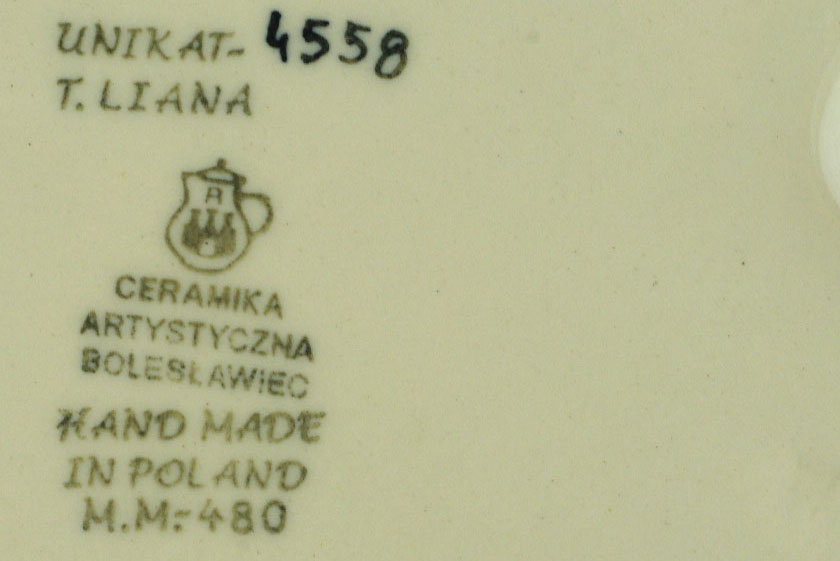 UNIKAT- 4558
T. LIANA
A
CERAMIKA
ARTYSTYCZNA
BOLESŁAWIEC
HAND MADE
IN POLAND
M.M.-480